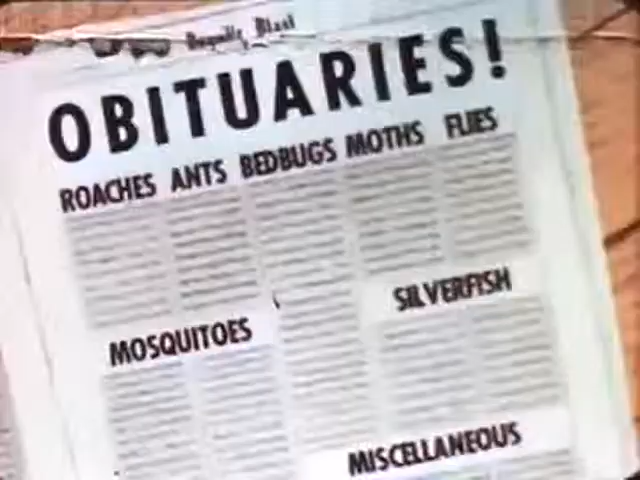 OBITUARIES!
ROACHES ANTS BEDBUGS MOTHS FLIES
SILVERFISH
MOSQUITOES
MISCELLANEOUS